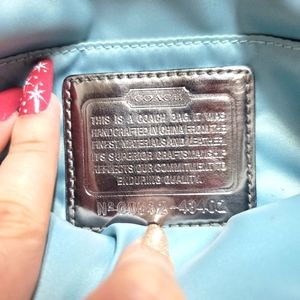 COACH
THIS IS A COACH BAG. IT WAS
HANDCRAFTED IN CHINA FROM THE
FINEST MATERIALS AND LEATHER.
ITS SUPERIOR CRAFTSMANSHIP
REFLECTS OUR COMMITMENT TO
ENDURING QUALITY.